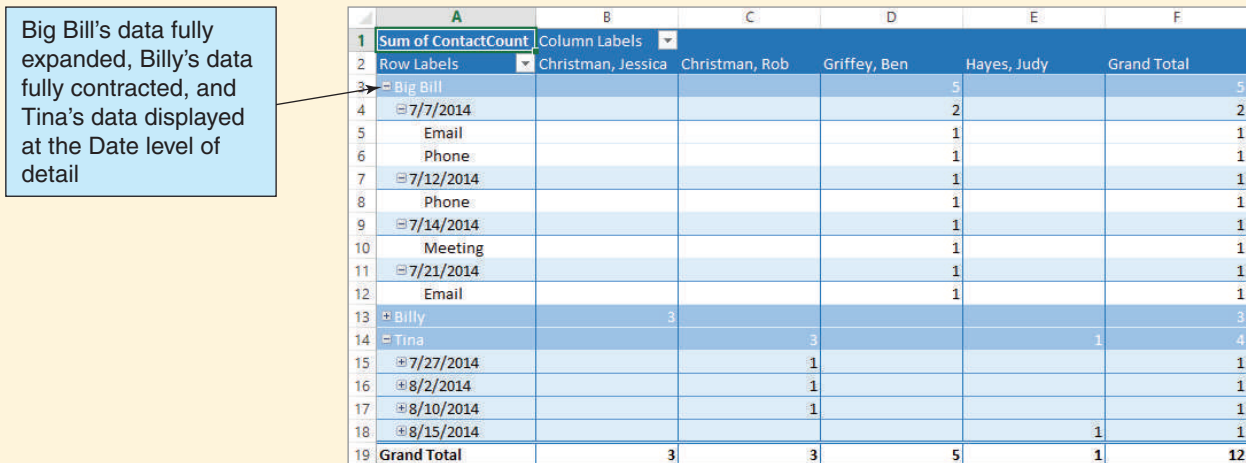 Big Bill's data fully
expanded, Billy's data
fully contracted, and
Tina's data displayed
at the Date level of
detail
A B C D E F
1 Sum of ContactCount Column Labels
2 Row Labels Christman, Jessica Christman, Rob Griffey, Ben Hayes, Judy Grand Total
3 Big Bill 5 5
4 7/7/2014 2 2
5 Email 1 1
6 Phone 1 1
7 7/12/2014 1 1
8 Phone 1 1
9 7/14/2014 1 1
10 Meeting 1 1
11 7/21/2014 1 1
12 Email 1 1
13 Billy 3 3
14 Tina 3 1 4
15 7/27/2014 1 1
16 8/2/2014 1 1
17 8/10/2014 1 1
18 8/15/2014 1 1
19 Grand Total 3 3 5 1 12